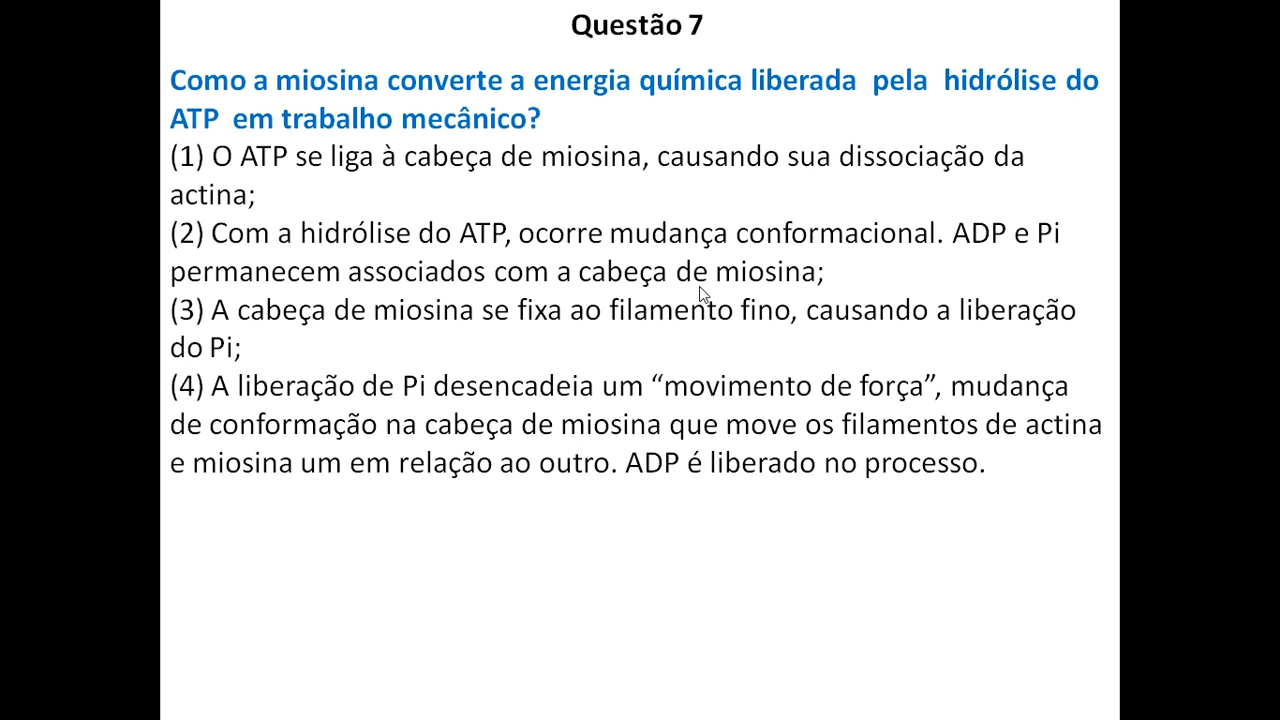 Questão 7
Como a miosina converte a energia química liberada pela hidrólise do
ATP em trabalho mecânico?
(1) O ATP se liga à cabeça de miosina, causando sua dissociação da
actina;
(2) Com a hidrólise do ATP, ocorre mudança conformacional. ADP e Pi
permanecem associados com a cabeça de miosina;
(3) A cabeça de miosina se fixa ao filamento fino, causando a liberação
do Pi;
(4) A liberação de Pi desencadeia um “movimento de força”, mudança
de conformação na cabeça de miosina que move os filamentos de actina
e miosina um em relação ao outro. ADP é liberado no processo.